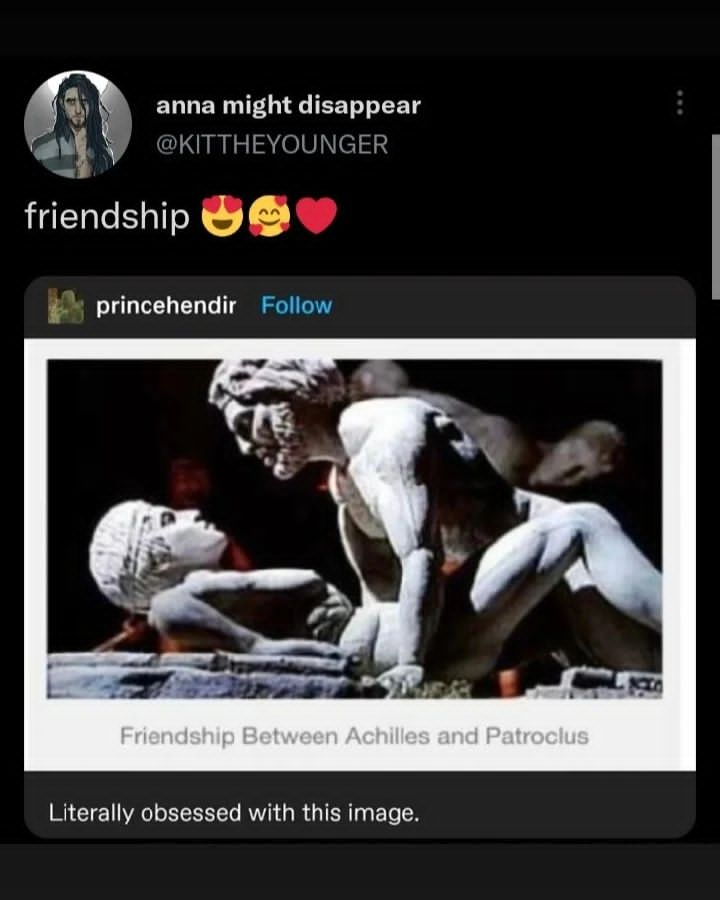 anna might disappear
@KITTHEYOUNGER
friendship 😍🥰❤️
princehendir Follow
Friendship Between Achilles and Patroclus
Literally obsessed with this image.